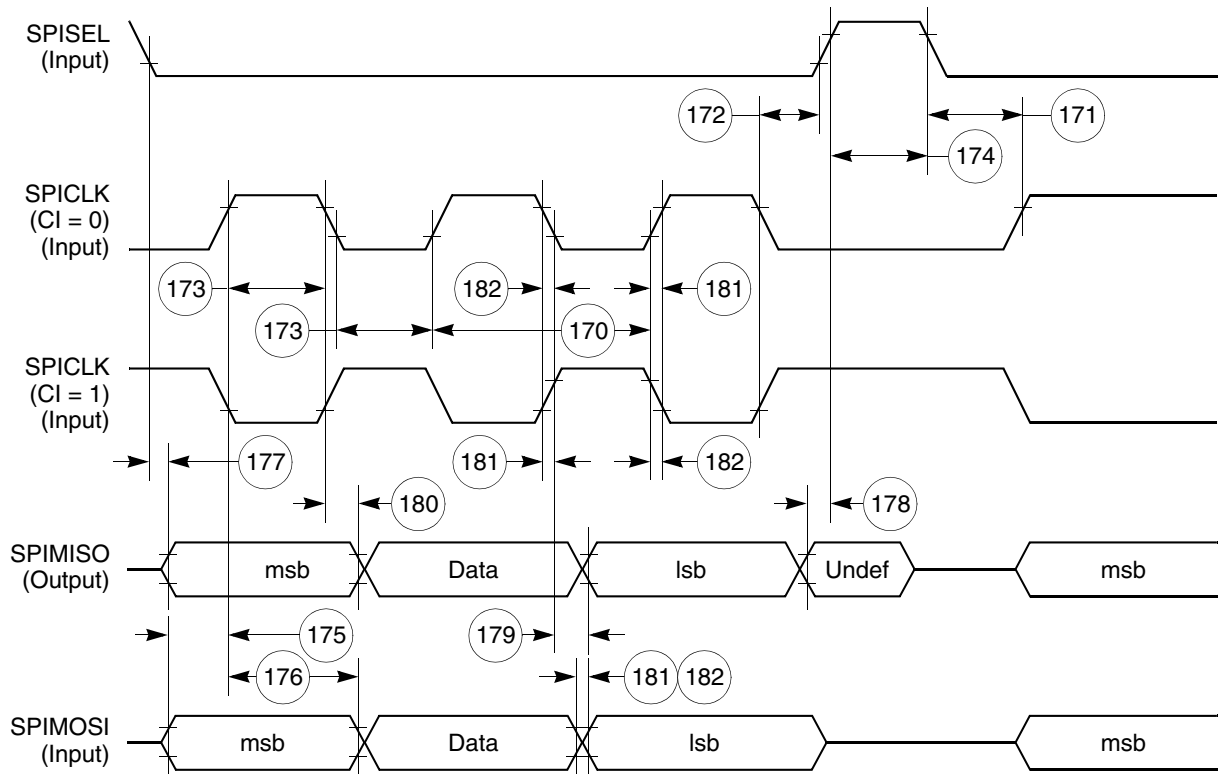 SPISEL
(Input)
172
171
174
SPICLK
(CI = 0)
(Input)
173
182
181
173
170
SPICLK
(CI = 1)
(Input)
177
181
182
180
178
SPIMISO
(Output)
msb
Data
lsb
Undef
msb
175
179
176
181
182
SPIMOSI
(Input)
msb
Data
lsb
msb